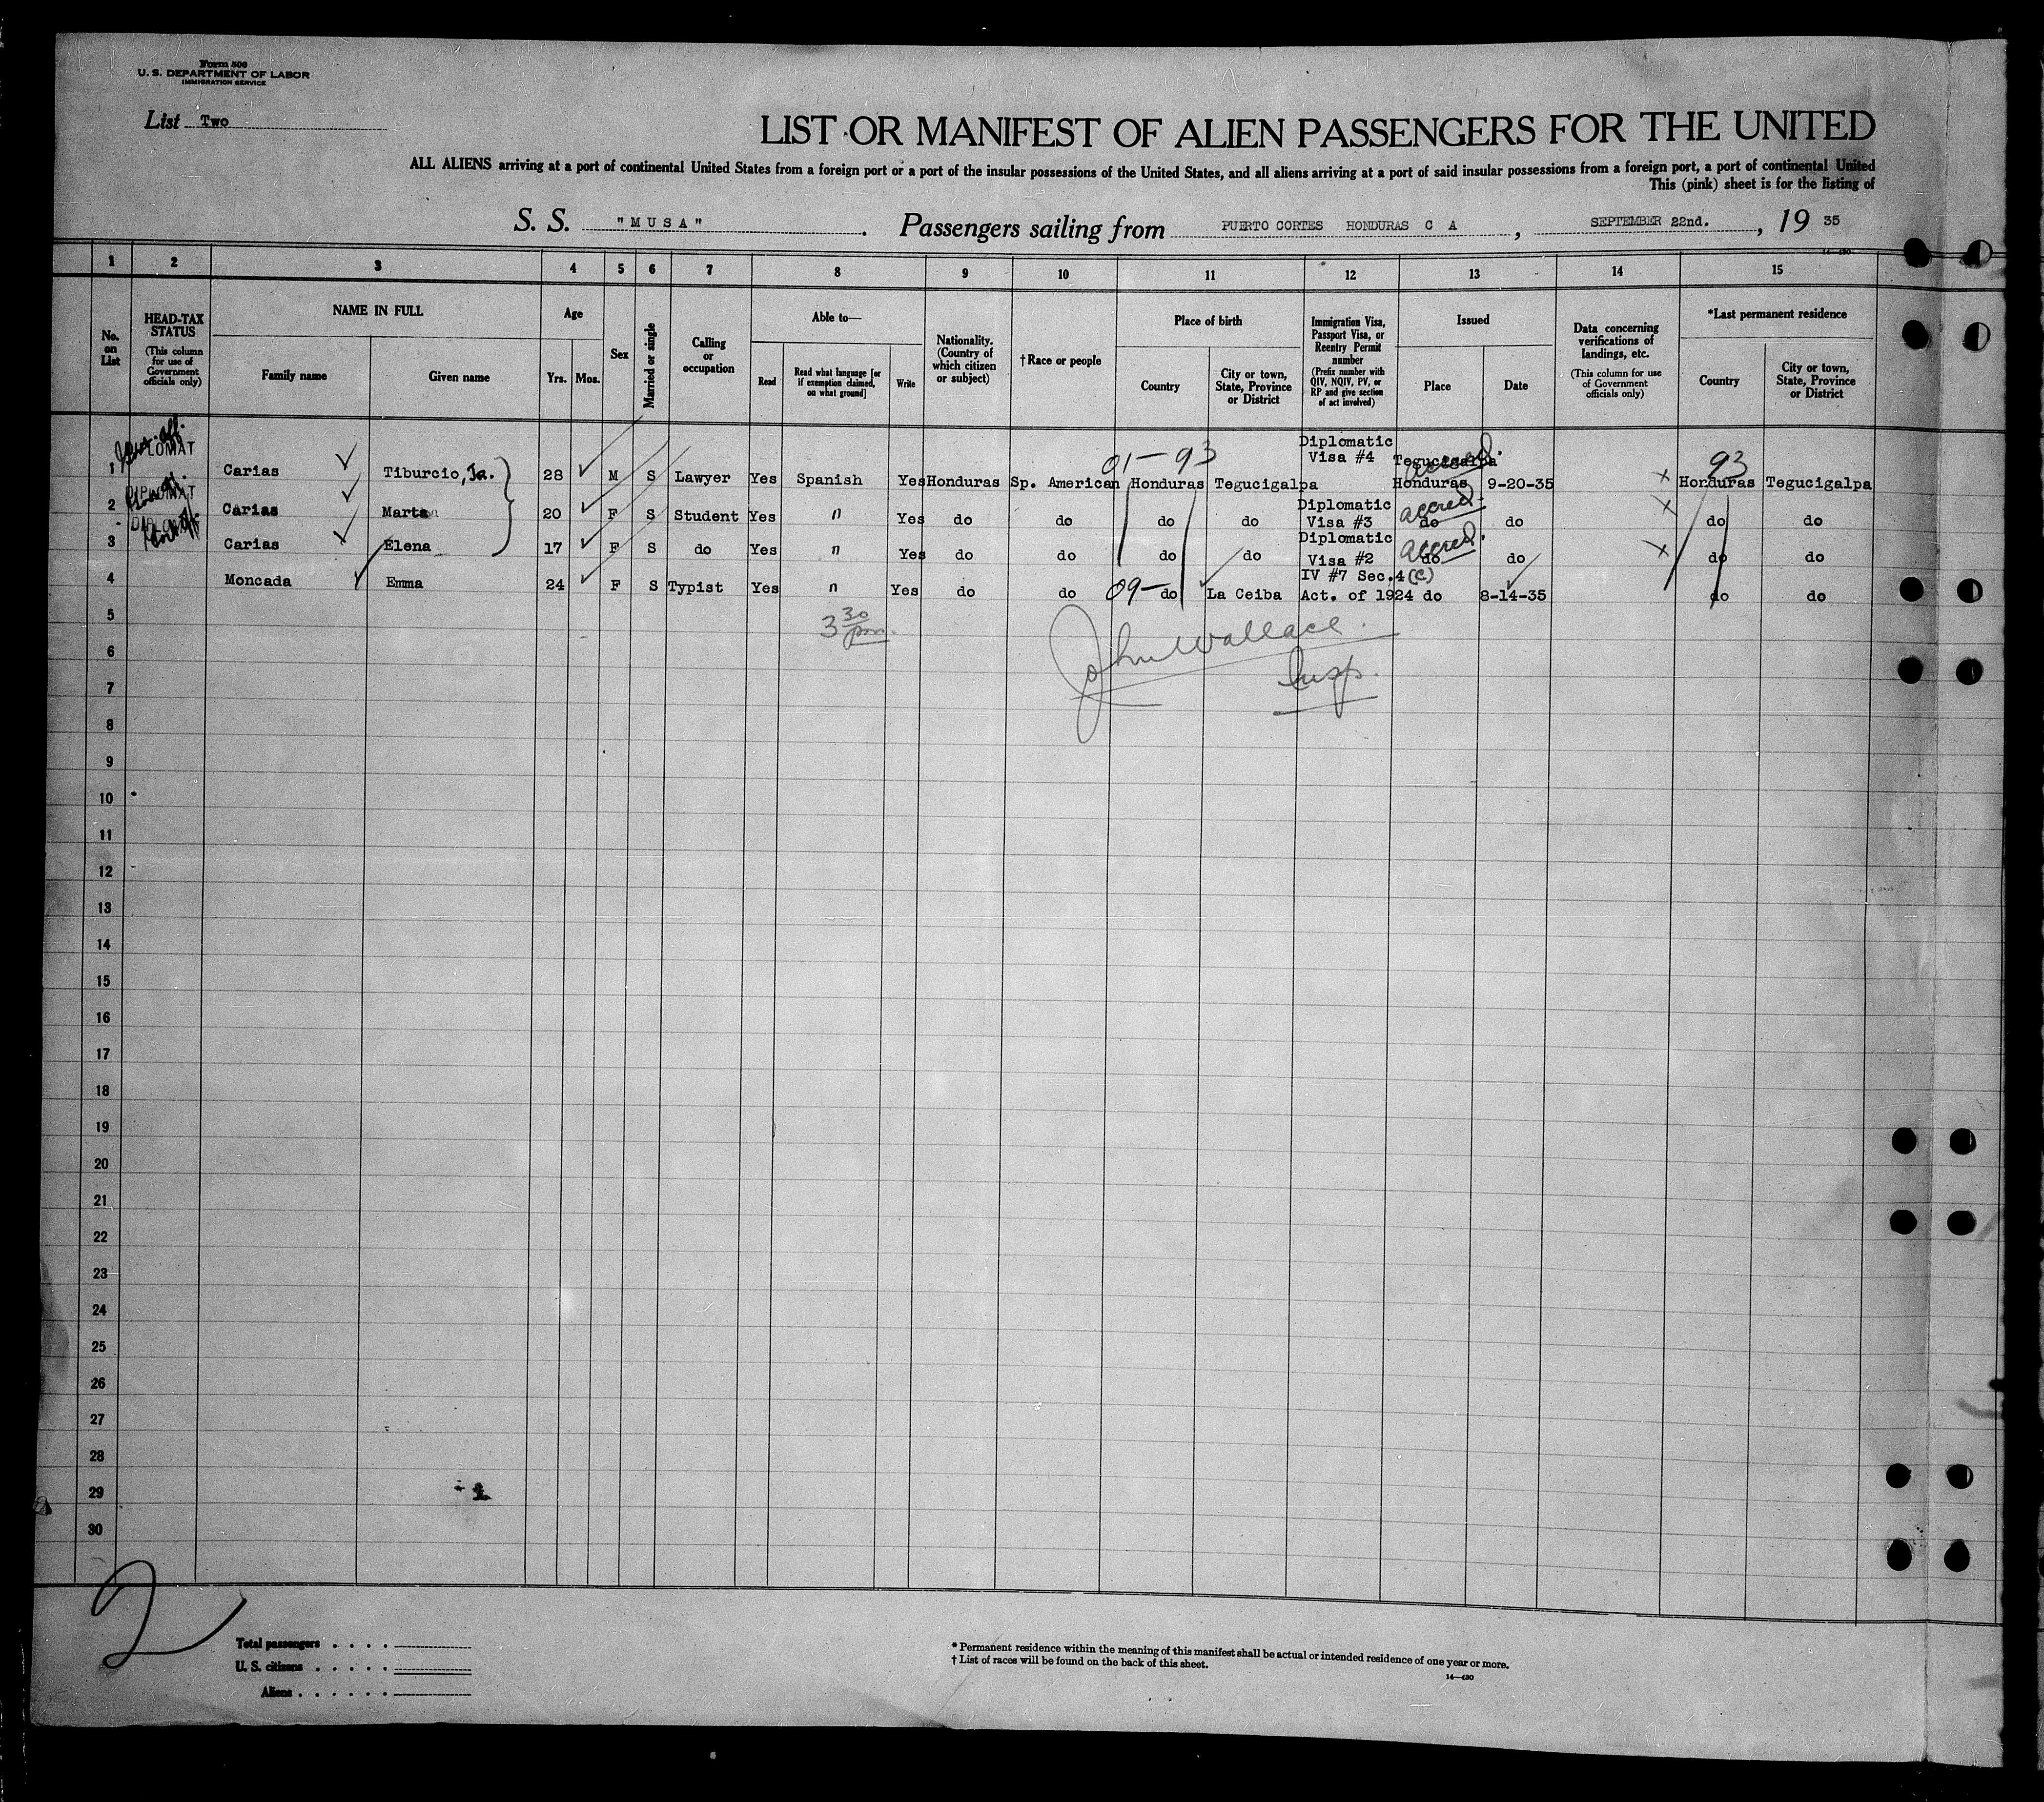 Form 500
U. S. DEPARTMENT OF LABOR
IMMIGRATION SERVICE
List Two
LIST OR MANIFEST OF ALIEN PASSENGERS FOR THE UNITED
ALL ALIENS arriving at a port of continental United States from a foreign port or a port of the insular possessions of the United States, and all aliens arriving at a port of said insular possessions from a foreign port, a port of continental United
This (pink) sheet is for the listing of
S. S. "MUSA" . Passengers sailing from PUERTO CORTES HONDURAS C A , SEPTEMBER 22nd. , 19 35
14-430
1 2 3 4 5 6 7 8 9 10 11 12 13 14 15
No. on List
HEAD-TAX STATUS (This column for use of Government officials only)
NAME IN FULL
Family name Given name
Age
Yrs. Mos.
Sex
Married or single
Calling or occupation
Able to—
Read
Read what language [or if exemption claimed, on what ground]
Write
Nationality. (Country of which citizen or subject)
†Race or people
Place of birth
Country
City or town, State, Province or District
Immigration Visa, Passport Visa, or Reentry Permit number (Prefix number with QIV, NQIV, PV, or RP and give section of act involved)
Issued
Place Date
Data concerning verifications of landings, etc. (This column for use of Government officials only)
*Last permanent residence
Country
City or town, State, Province or District
01-93 93
1 DIPLOMAT Carias Tiburcio, Jr. 28 M S Lawyer Yes Spanish Yes Honduras Sp. American Honduras Tegucigalpa Diplomatic Visa #4 Tegucigalpa Honduras accred. 9-20-35 x Honduras Tegucigalpa
2 DIPLOMAT Carias Marta 20 F S Student Yes " Yes do do do do Diplomatic Visa #3 do accred. do x do do
3 DIPLOMAT Carias Elena 17 F S do Yes " Yes do do do do Diplomatic Visa #2 do accred. do x do do
4 Moncada Emma 24 F S Typist Yes " Yes do do 09- do La Ceiba IV #7 Sec.4(c) Act. of 1924 do 8-14-35 do do
5
3 30 pm.
John Wallace
Insp.
6
7
8
9
10
11
12
13
14
15
16
17
18
19
20
21
22
23
24
25
26
27
28
29
30
2
Total passengers
U. S. citizens
Aliens
* Permanent residence within the meaning of this manifest shall be actual or intended residence of one year or more.
† List of races will be found on the back of this sheet.
14-430